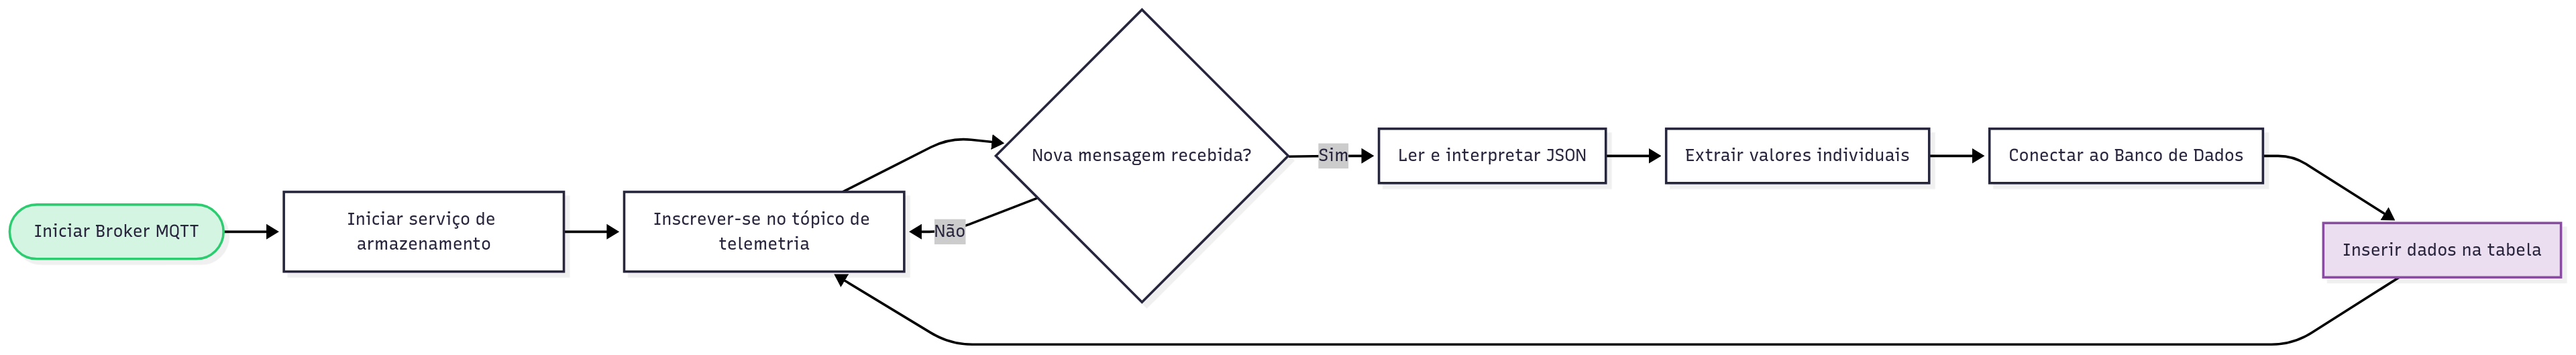 Iniciar Broker MQTT
Iniciar serviço de
armazenamento
Inscrever-se no tópico de
telemetria
Não
Nova mensagem recebida?
Sim
Ler e interpretar JSON
Extrair valores individuais
Conectar ao Banco de Dados
Inserir dados na tabela